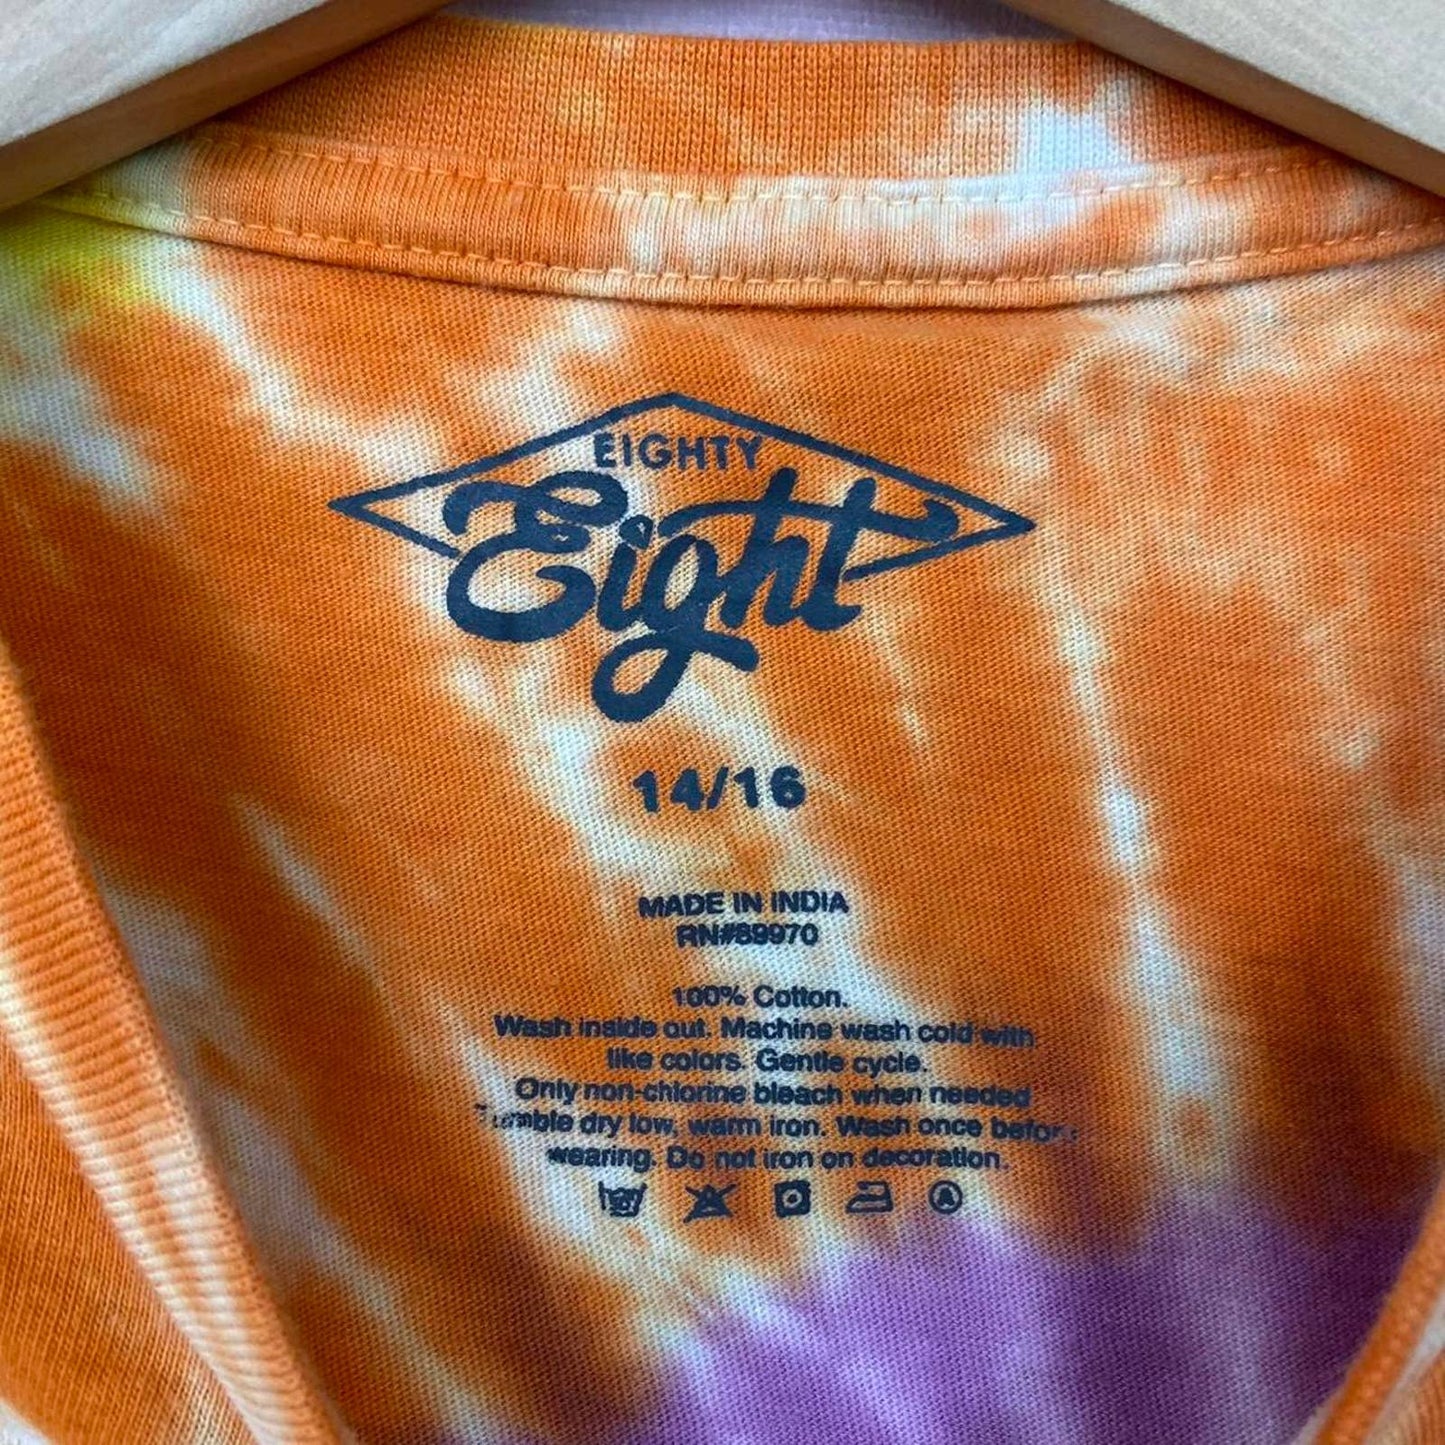 EIGHTY
Eight
14/16
MADE IN INDIA
RN#89970
100% Cotton.
Wash inside out. Machine wash cold with
like colors. Gentle cycle.
Only non-chlorine bleach when needed
Tumble dry low, warm iron. Wash once before
wearing. Do not iron on decoration.